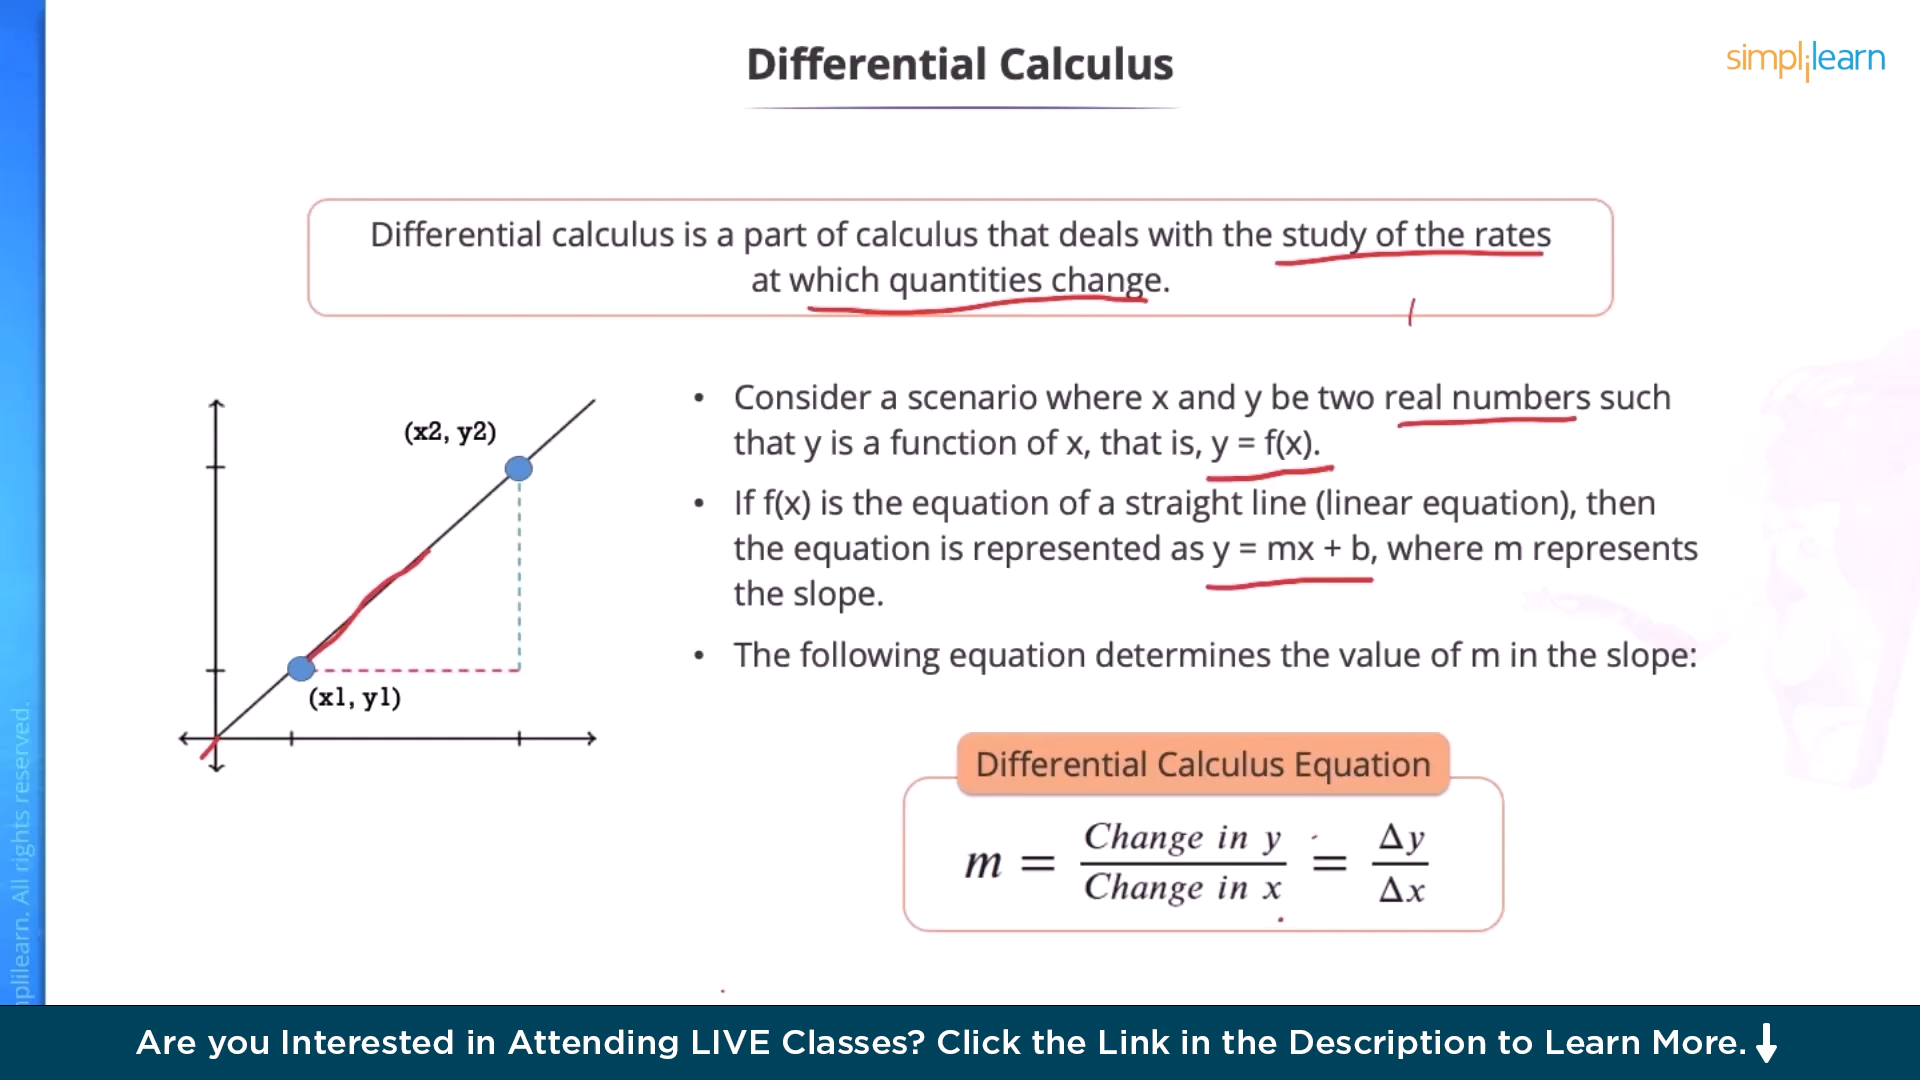 Differential Calculus
simplilearn
Differential calculus is a part of calculus that deals with the study of the rates
at which quantities change.
(x2, y2)
(x1, y1)
• Consider a scenario where x and y be two real numbers such
that y is a function of x, that is, y = f(x).
• If f(x) is the equation of a straight line (linear equation), then
the equation is represented as y = mx + b, where m represents
the slope.
• The following equation determines the value of m in the slope:
Differential Calculus Equation
m = Change in y / Change in x = Δy / Δx
plilearn. All rights reserved.
Are you Interested in Attending LIVE Classes? Click the Link in the Description to Learn More.